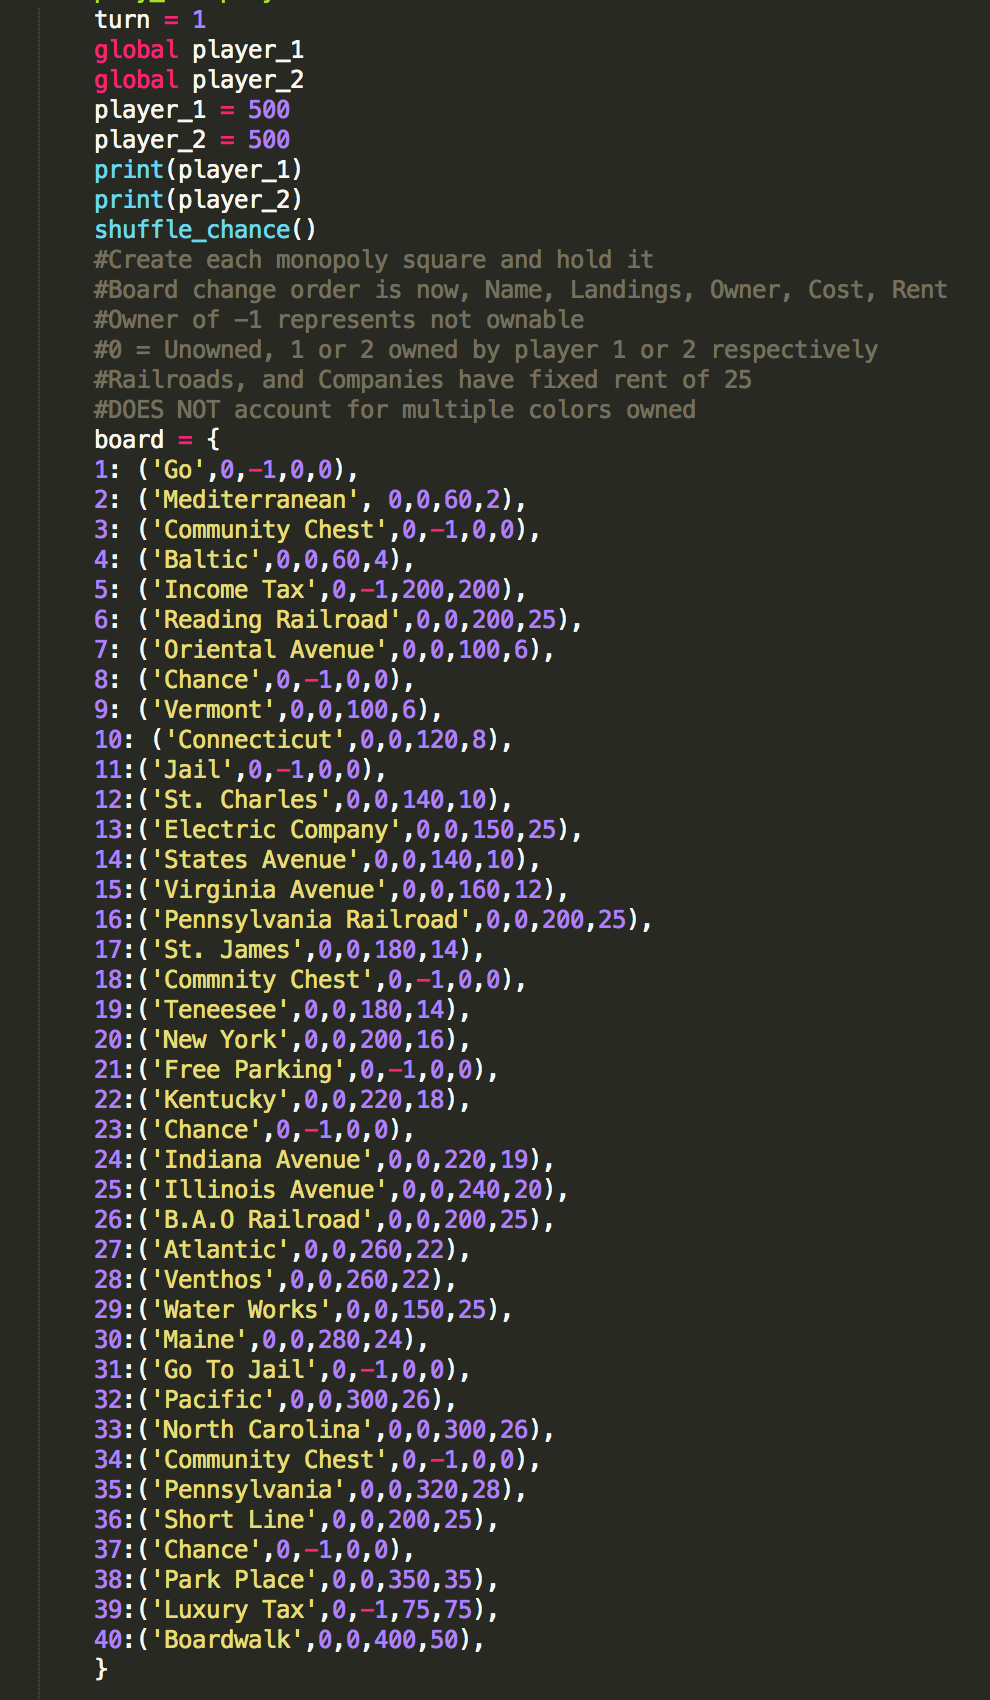 turn = 1
global player_1
global player_2
player_1 = 500
player_2 = 500
print(player_1)
print(player_2)
shuffle_chance()
#Create each monopoly square and hold it
#Board change order is now, Name, Landings, Owner, Cost, Rent
#Owner of -1 represents not ownable
#0 = Unowned, 1 or 2 owned by player 1 or 2 respectively
#Railroads, and Companies have fixed rent of 25
#DOES NOT account for multiple colors owned
board = {
1: ('Go',0,-1,0,0),
2: ('Mediterranean', 0,0,60,2),
3: ('Community Chest',0,-1,0,0),
4: ('Baltic',0,0,60,4),
5: ('Income Tax',0,-1,200,200),
6: ('Reading Railroad',0,0,200,25),
7: ('Oriental Avenue',0,0,100,6),
8: ('Chance',0,-1,0,0),
9: ('Vermont',0,0,100,6),
10: ('Connecticut',0,0,120,8),
11:('Jail',0,-1,0,0),
12:('St. Charles',0,0,140,10),
13:('Electric Company',0,0,150,25),
14:('States Avenue',0,0,140,10),
15:('Virginia Avenue',0,0,160,12),
16:('Pennsylvania Railroad',0,0,200,25),
17:('St. James',0,0,180,14),
18:('Commnity Chest',0,-1,0,0),
19:('Teneesee',0,0,180,14),
20:('New York',0,0,200,16),
21:('Free Parking',0,-1,0,0),
22:('Kentucky',0,0,220,18),
23:('Chance',0,-1,0,0),
24:('Indiana Avenue',0,0,220,19),
25:('Illinois Avenue',0,0,240,20),
26:('B.A.O Railroad',0,0,200,25),
27:('Atlantic',0,0,260,22),
28:('Venthos',0,0,260,22),
29:('Water Works',0,0,150,25),
30:('Maine',0,0,280,24),
31:('Go To Jail',0,-1,0,0),
32:('Pacific',0,0,300,26),
33:('North Carolina',0,0,300,26),
34:('Community Chest',0,-1,0,0),
35:('Pennsylvania',0,0,320,28),
36:('Short Line',0,0,200,25),
37:('Chance',0,-1,0,0),
38:('Park Place',0,0,350,35),
39:('Luxury Tax',0,-1,75,75),
40:('Boardwalk',0,0,400,50),
}